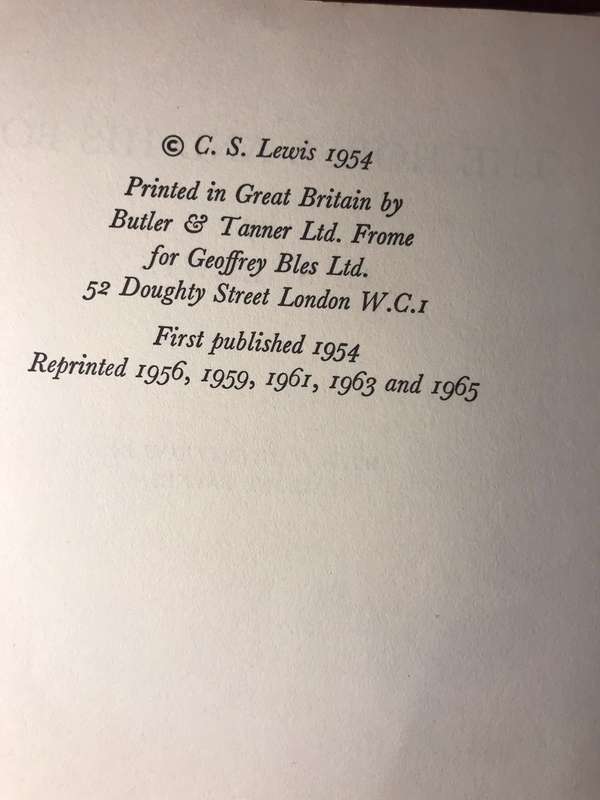 © C. S. Lewis 1954
Printed in Great Britain by
Butler & Tanner Ltd. Frome
for Geoffrey Bles Ltd.
52 Doughty Street London W.C.1
First published 1954
Reprinted 1956, 1959, 1961, 1963 and 1965